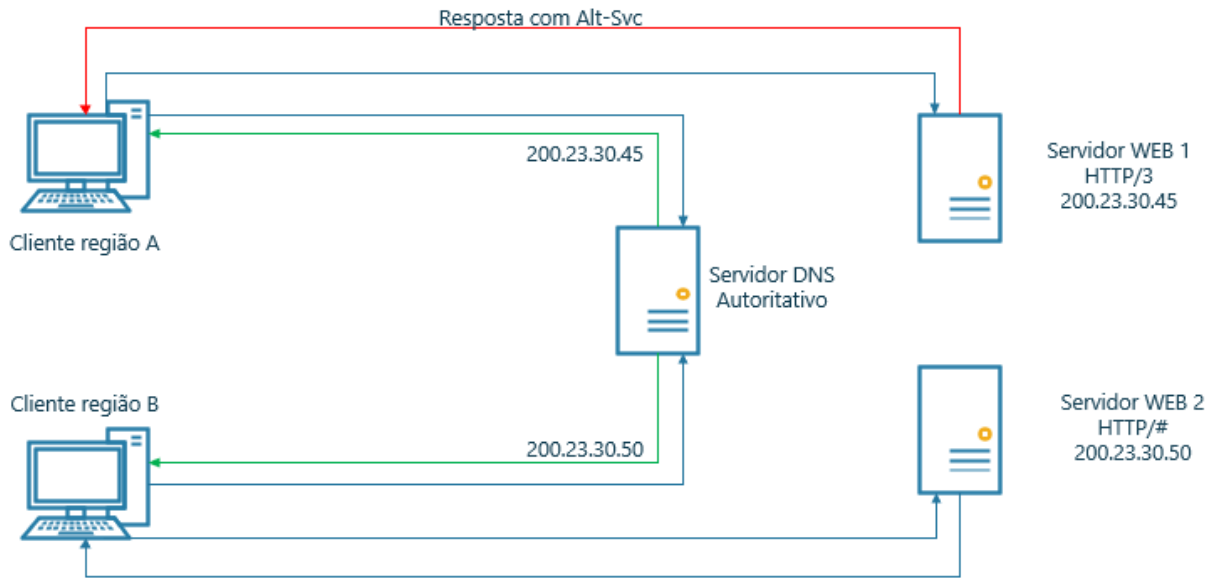 Resposta com Alt-Svc
200.23.30.45
Servidor WEB 1
HTTP/3
200.23.30.45
Cliente região A
Servidor DNS
Autoritativo
Cliente região B
200.23.30.50
Servidor WEB 2
HTTP/#
200.23.30.50